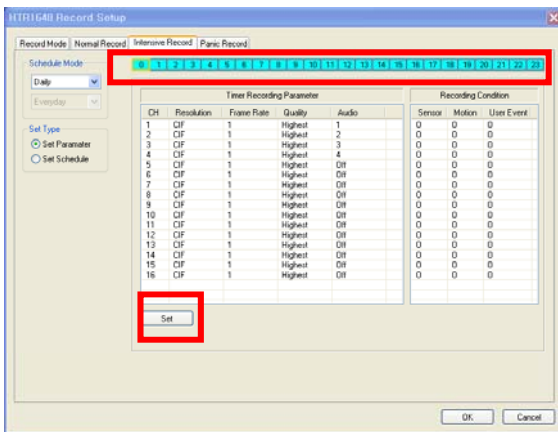 HTR1648 Record Setup
Record Mode Normal Record Intensive Record Panic Record
Schedule Mode
Daily
Everyday
Set Type
Set Paramater
Set Schedule
0 1 2 3 4 5 6 7 8 9 10 11 12 13 14 15 16 17 18 19 20 21 22 23
Timer Recording Parameter Recording Condition
CH Resolution Frame Rate Quality Audio Sensor Motion User Event
1 CIF 1 Highest 1 0 0 0
2 CIF 1 Highest 2 0 0 0
3 CIF 1 Highest 3 0 0 0
4 CIF 1 Highest 4 0 0 0
5 CIF 1 Highest Off 0 0 0
6 CIF 1 Highest Off 0 0 0
7 CIF 1 Highest Off 0 0 0
8 CIF 1 Highest Off 0 0 0
9 CIF 1 Highest Off 0 0 0
10 CIF 1 Highest Off 0 0 0
11 CIF 1 Highest Off 0 0 0
12 CIF 1 Highest Off 0 0 0
13 CIF 1 Highest Off 0 0 0
14 CIF 1 Highest Off 0 0 0
15 CIF 1 Highest Off 0 0 0
16 CIF 1 Highest Off 0 0 0
Set
OK Cancel